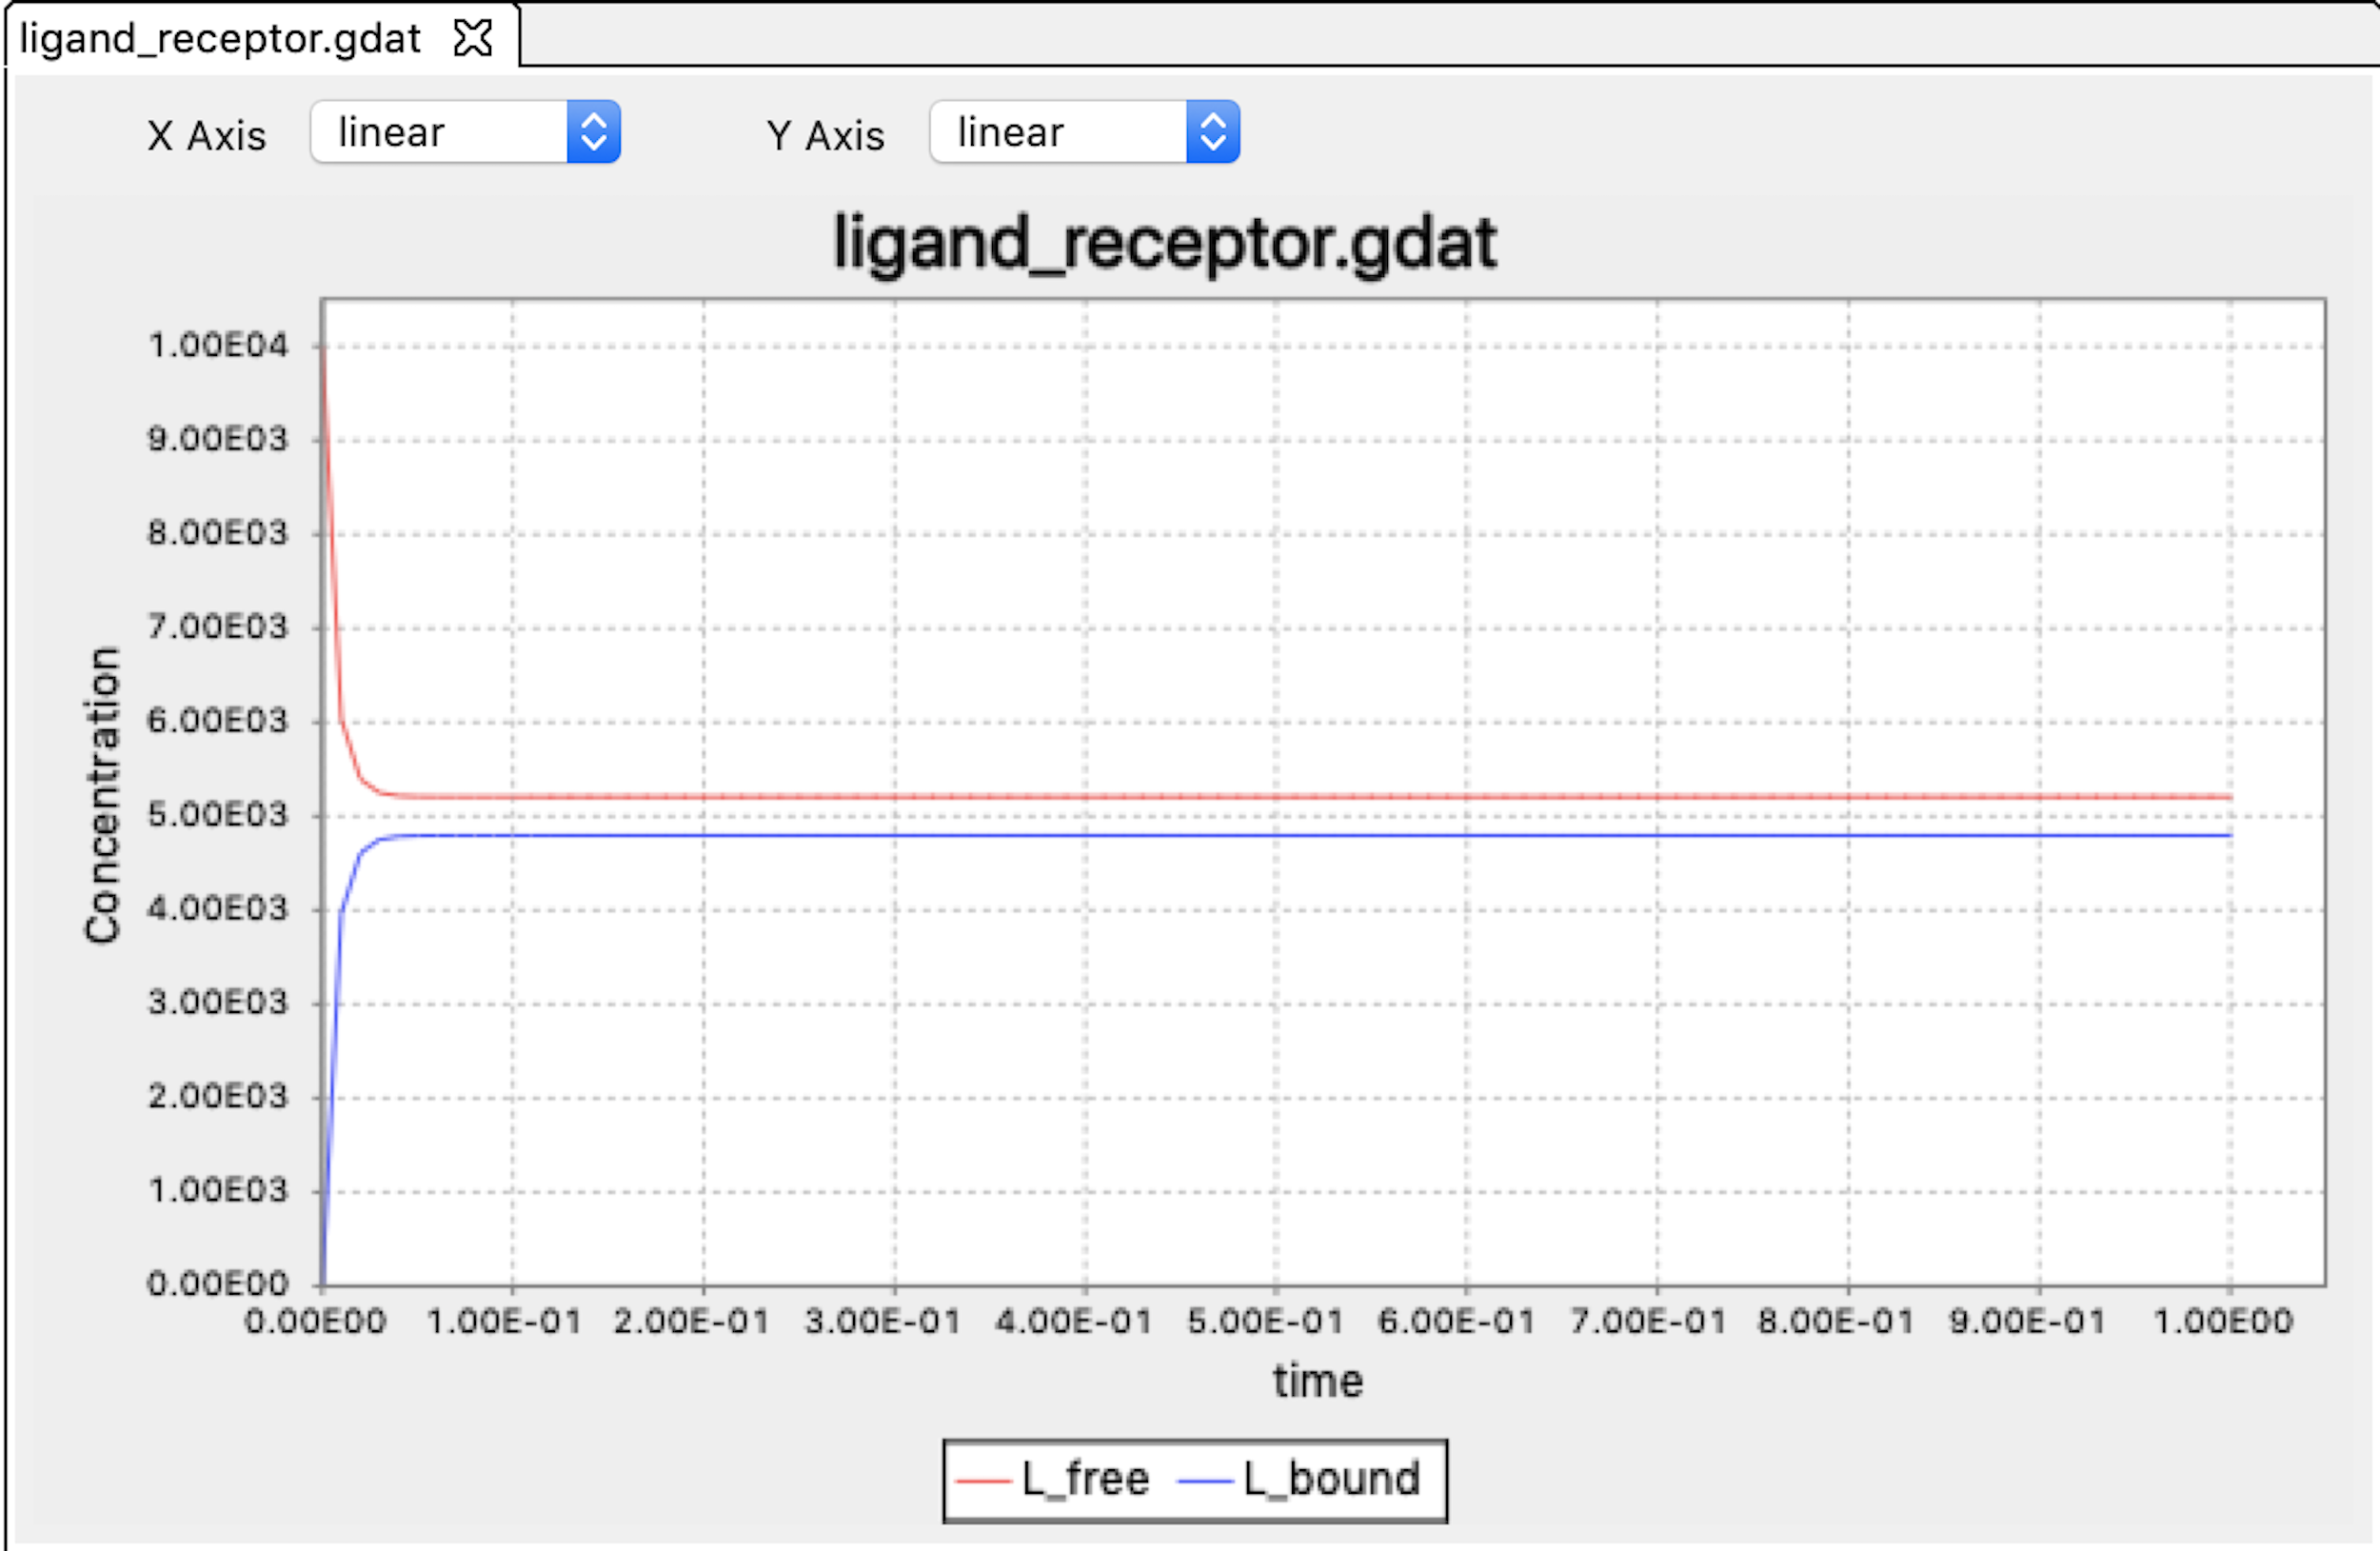 ligand_receptor.gdat
X Axis linear Y Axis linear
ligand_receptor.gdat
1.00E04
9.00E03
8.00E03
7.00E03
6.00E03
5.00E03
4.00E03
3.00E03
2.00E03
1.00E03
0.00E00
Concentration
0.00E00 1.00E-01 2.00E-01 3.00E-01 4.00E-01 5.00E-01 6.00E-01 7.00E-01 8.00E-01 9.00E-01 1.00E00
time
L_free L_bound